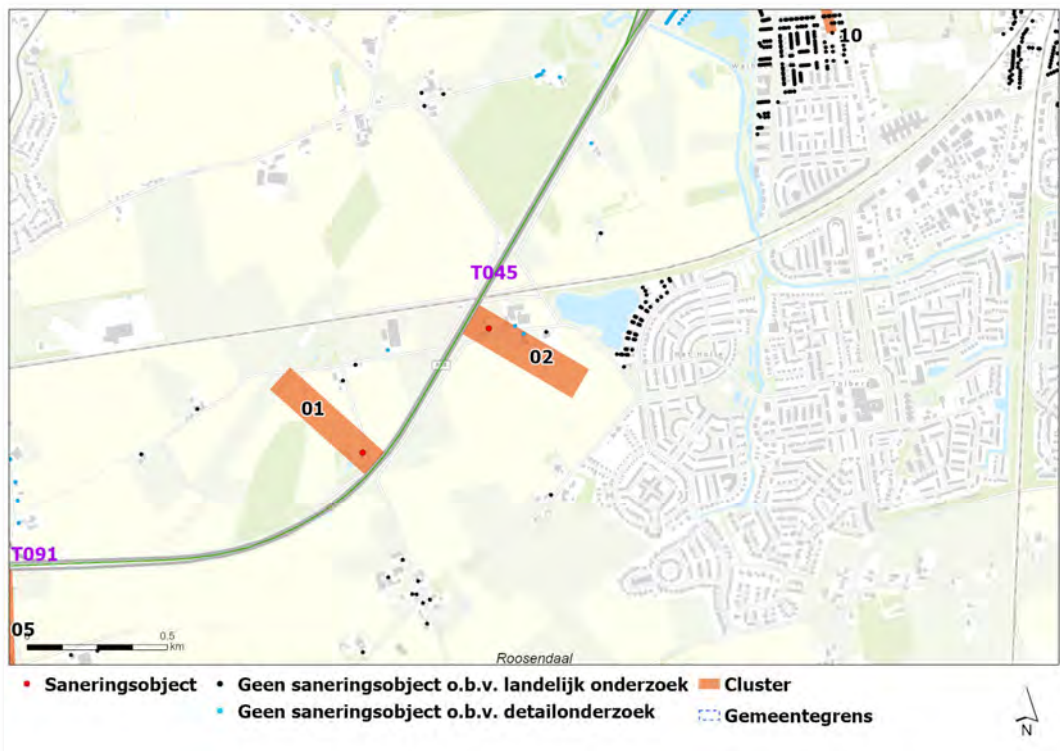 10
T045
02
01
T091
05
0.5
km
Roosendaal
Saneringsobject
Geen saneringsobject o.b.v. landelijk onderzoek
Cluster
Geen saneringsobject o.b.v. detailonderzoek
Gemeentegrens
N